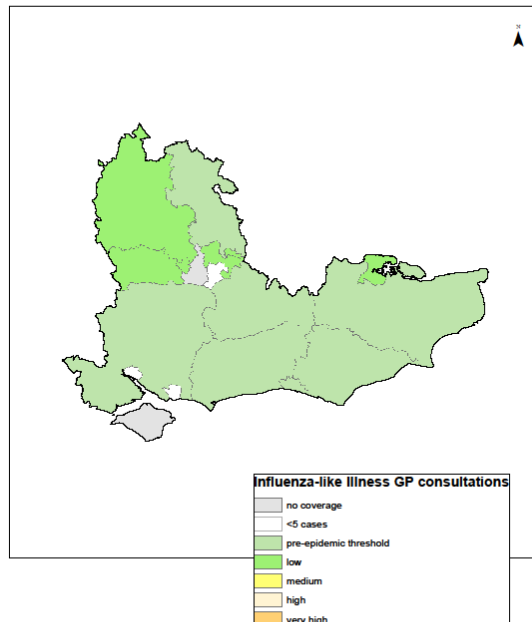 N
Influenza-like Illness GP consultations
no coverage
<5 cases
pre-epidemic threshold
low
medium
high
very high